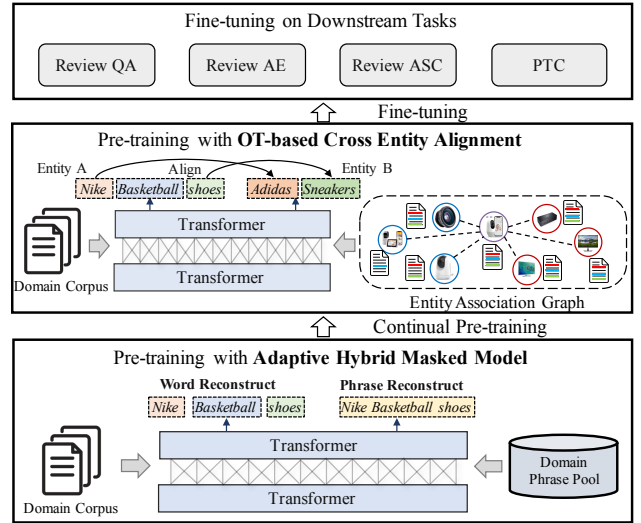 Fine-tuning on Downstream Tasks
Review QA
Review AE
Review ASC
PTC
Fine-tuning
Pre-training with OT-based Cross Entity Alignment
Entity A
Align
Entity B
Nike
Basketball
shoes
Adidas
Sneakers
Transformer
Transformer
Domain Corpus
Entity Association Graph
Continual Pre-training
Pre-training with Adaptive Hybrid Masked Model
Word Reconstruct
Phrase Reconstruct
Nike
Basketball
shoes
Nike Basketball shoes
Transformer
Transformer
Domain Corpus
Domain
Phrase Pool